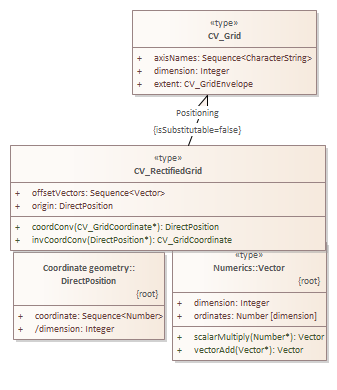 «type»
CV_Grid
+ axisNames: Sequence<CharacterString>
+ dimension: Integer
+ extent: CV_GridEnvelope
Positioning
{isSubstitutable=false}
«type»
CV_RectifiedGrid
+ offsetVectors: Sequence<Vector>
+ origin: DirectPosition
+ coordConv(CV_GridCoordinate*): DirectPosition
+ invCoordConv(DirectPosition*): CV_GridCoordinate
Coordinate geometry::
DirectPosition
{root}
+ coordinate: Sequence<Number>
+ /dimension: Integer
«type»
Numerics::Vector
{root}
+ dimension: Integer
+ ordinates: Number [dimension]
+ scalarMultiply(Number*): Vector
+ vectorAdd(Vector*): Vector